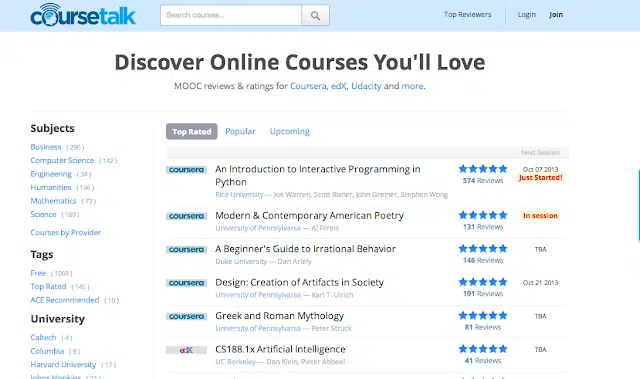 coursetalk
Search courses...
Top Reviewers
Login
Join
Discover Online Courses You'll Love
MOOC reviews & ratings for Coursera, edX, Udacity and more.
Subjects
Business (290)
Computer Science (142)
Engineering (34)
Humanities (196)
Mathematics (73)
Science (169)
Courses by Provider
Tags
Free (1069)
Top Rated (145)
ACE Recommended (10)
University
Caltech (4)
Columbia (9)
Harvard University (17)
Johns Hopkins
Top Rated
Popular
Upcoming
Next Session
coursera
An Introduction to Interactive Programming in
Python
Rice University — Joe Warren, Scott Rixner, John Greiner, Stephen Wong
574 Reviews
Oct 07 2013
Just Started!
coursera
Modern & Contemporary American Poetry
University of Pennsylvania — Al Filreis
131 Reviews
In session
coursera
A Beginner's Guide to Irrational Behavior
Duke University — Dan Ariely
146 Reviews
TBA
coursera
Design: Creation of Artifacts in Society
University of Pennsylvania — Karl T. Ulrich
191 Reviews
Oct 21 2013
coursera
Greek and Roman Mythology
University of Pennsylvania — Peter Struck
81 Reviews
TBA
edX
CS188.1x Artificial Intelligence
UC Berkeley — Dan Klein, Pieter Abbeel
41 Reviews
TBA